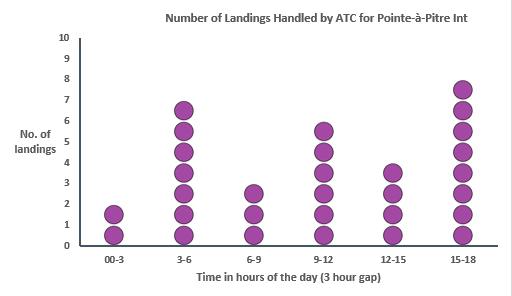 Number of Landings Handled by ATC for Pointe-à-Pitre Int
10
9
8
7
6
5
4
3
2
1
0
No. of
landings
00-3 3-6 6-9 9-12 12-15 15-18
Time in hours of the day (3 hour gap)